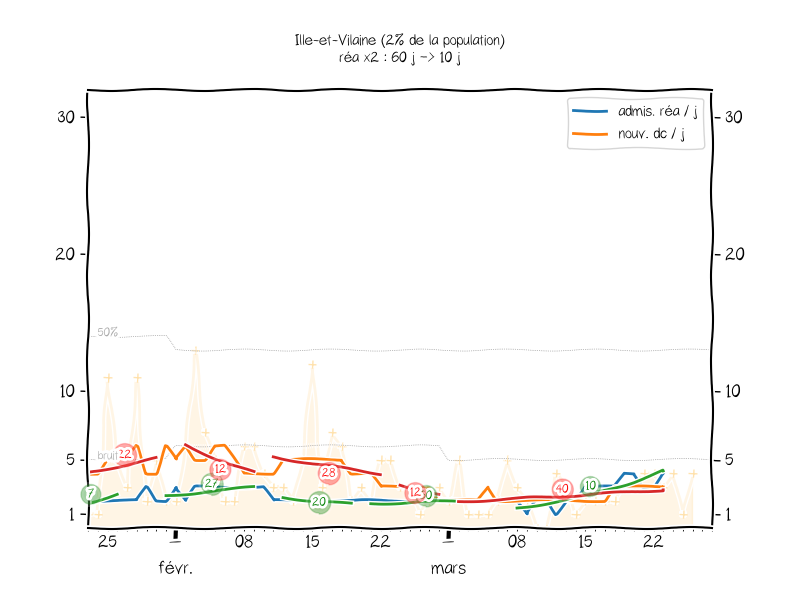 Ille-et-Vilaine (2% de la population)
réa x2 : 60 j -> 10 j
admis. réa / j
nouv. dc / j
30 30
20 20
50%
10 10
bruit 22
5 5
12
28
27
7
20
12
40
10
1 1
25 08 15 22 08 15 22
févr. mars